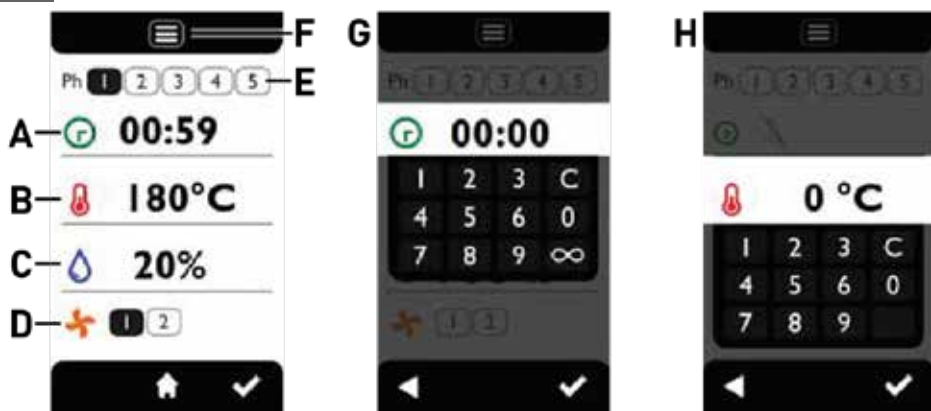 F
Ph 1 2 3 4 5 E
A 00:59
B 180°C
C 20%
D 1 2
G
Ph 1 2 3 4 5
00:00
1 2 3 C
4 5 6 0
7 8 9 ∞
1 2
H
Ph 1 2 3 4 5
0 °C
1 2 3 C
4 5 6 0
7 8 9